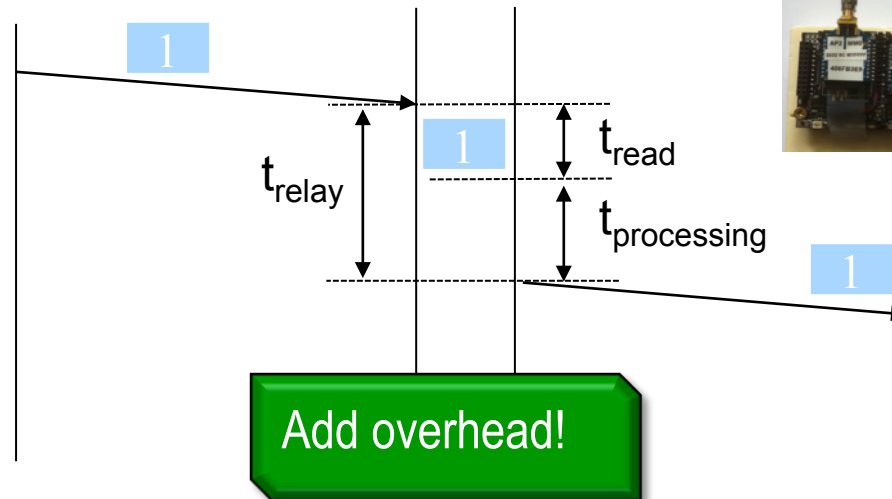 1
1
t_relay
t_read
t_processing
1
Add overhead!